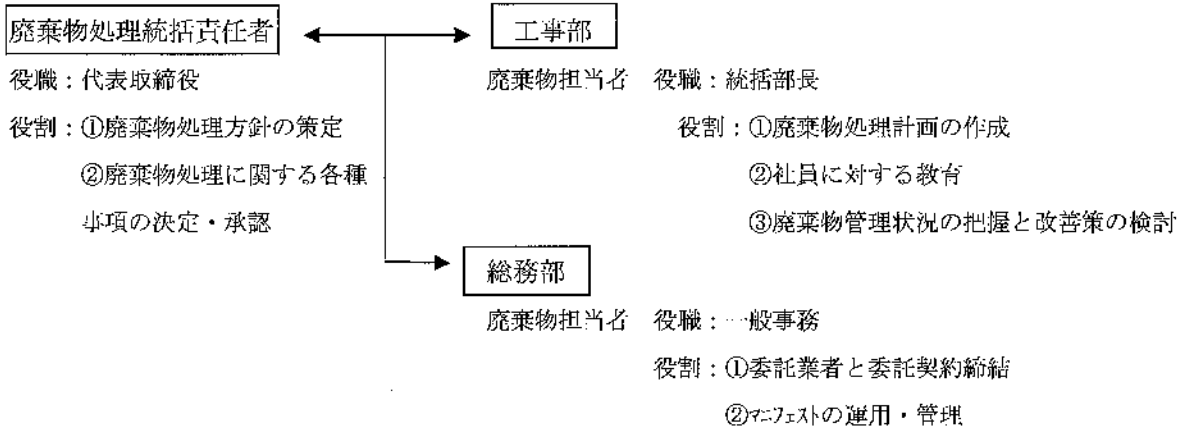 廃棄物処理統括責任者
工事部
役職：代表取締役
廃棄物担当者 役職：統括部長
役割：①廃棄物処理方針の策定
役割：①廃棄物処理計画の作成
②廃棄物処理に関する各種
②社員に対する教育
事項の決定・承認
③廃棄物管理状況の把握と改善策の検討
総務部
廃棄物担当者 役職：一般事務
役割：①委託業者と委託契約締結
②マニフェストの運用・管理